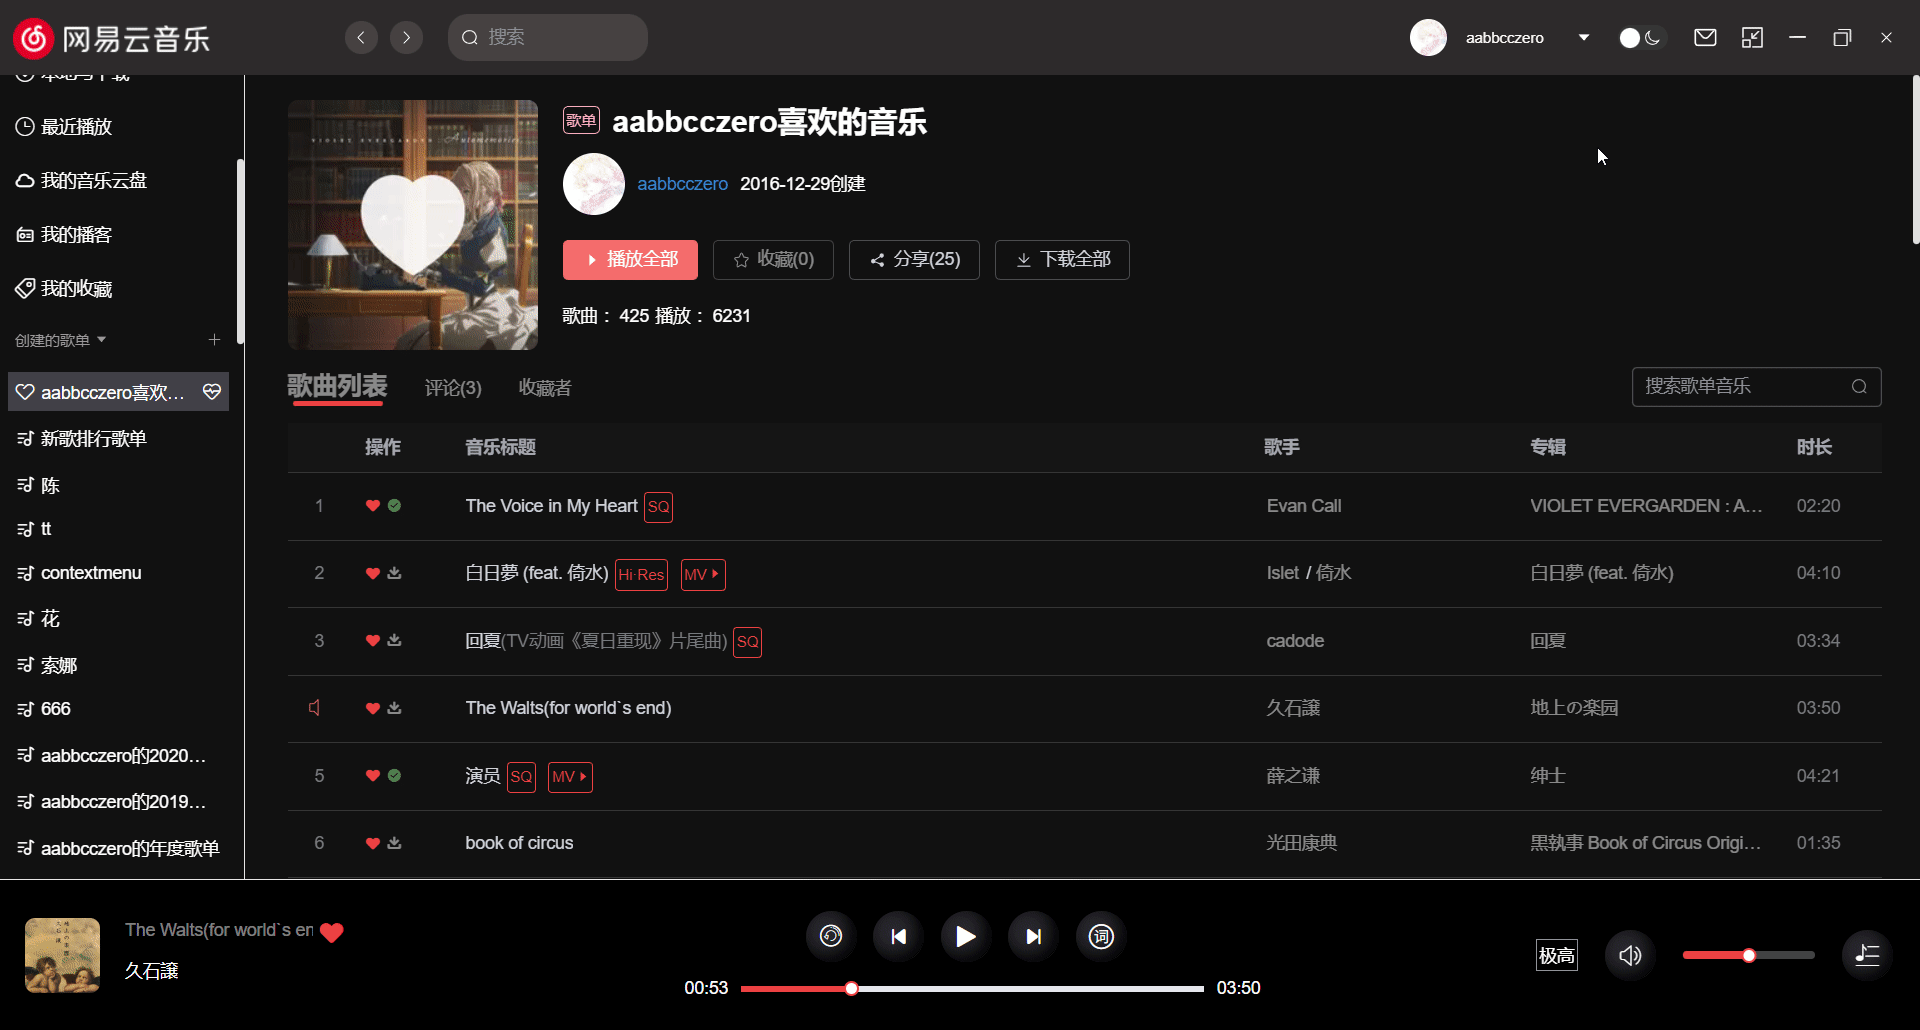 网易云音乐
搜索
aabbcczero
本地与下载
最近播放
我的音乐云盘
我的播客
我的收藏
创建的歌单
aabbcczero喜欢...
新歌排行歌单
陈
tt
contextmenu
花
索娜
666
aabbcczero的2020...
aabbcczero的2019...
aabbcczero的年度歌单
VIOLET EVERGARDEN : Automemories
歌单 aabbcczero喜欢的音乐
aabbcczero 2016-12-29创建
播放全部 收藏(0) 分享(25) 下载全部
歌曲： 425 播放： 6231
歌曲列表 评论(3) 收藏者 搜索歌单音乐
操作 音乐标题 歌手 专辑 时长
1 The Voice in My Heart SQ Evan Call VIOLET EVERGARDEN : A... 02:20
2 白日夢 (feat. 倚水) Hi·Res MV Islet / 倚水 白日夢 (feat. 倚水) 04:10
3 回夏(TV动画《夏日重现》片尾曲) SQ cadode 回夏 03:34
The Walts(for world`s end) 久石譲 地上の楽园 03:50
5 演员 SQ MV 薛之谦 绅士 04:21
6 book of circus 光田康典 黒執事 Book of Circus Origi... 01:35
The Walts(for world`s en
久石譲
词
00:53 03:50
极高